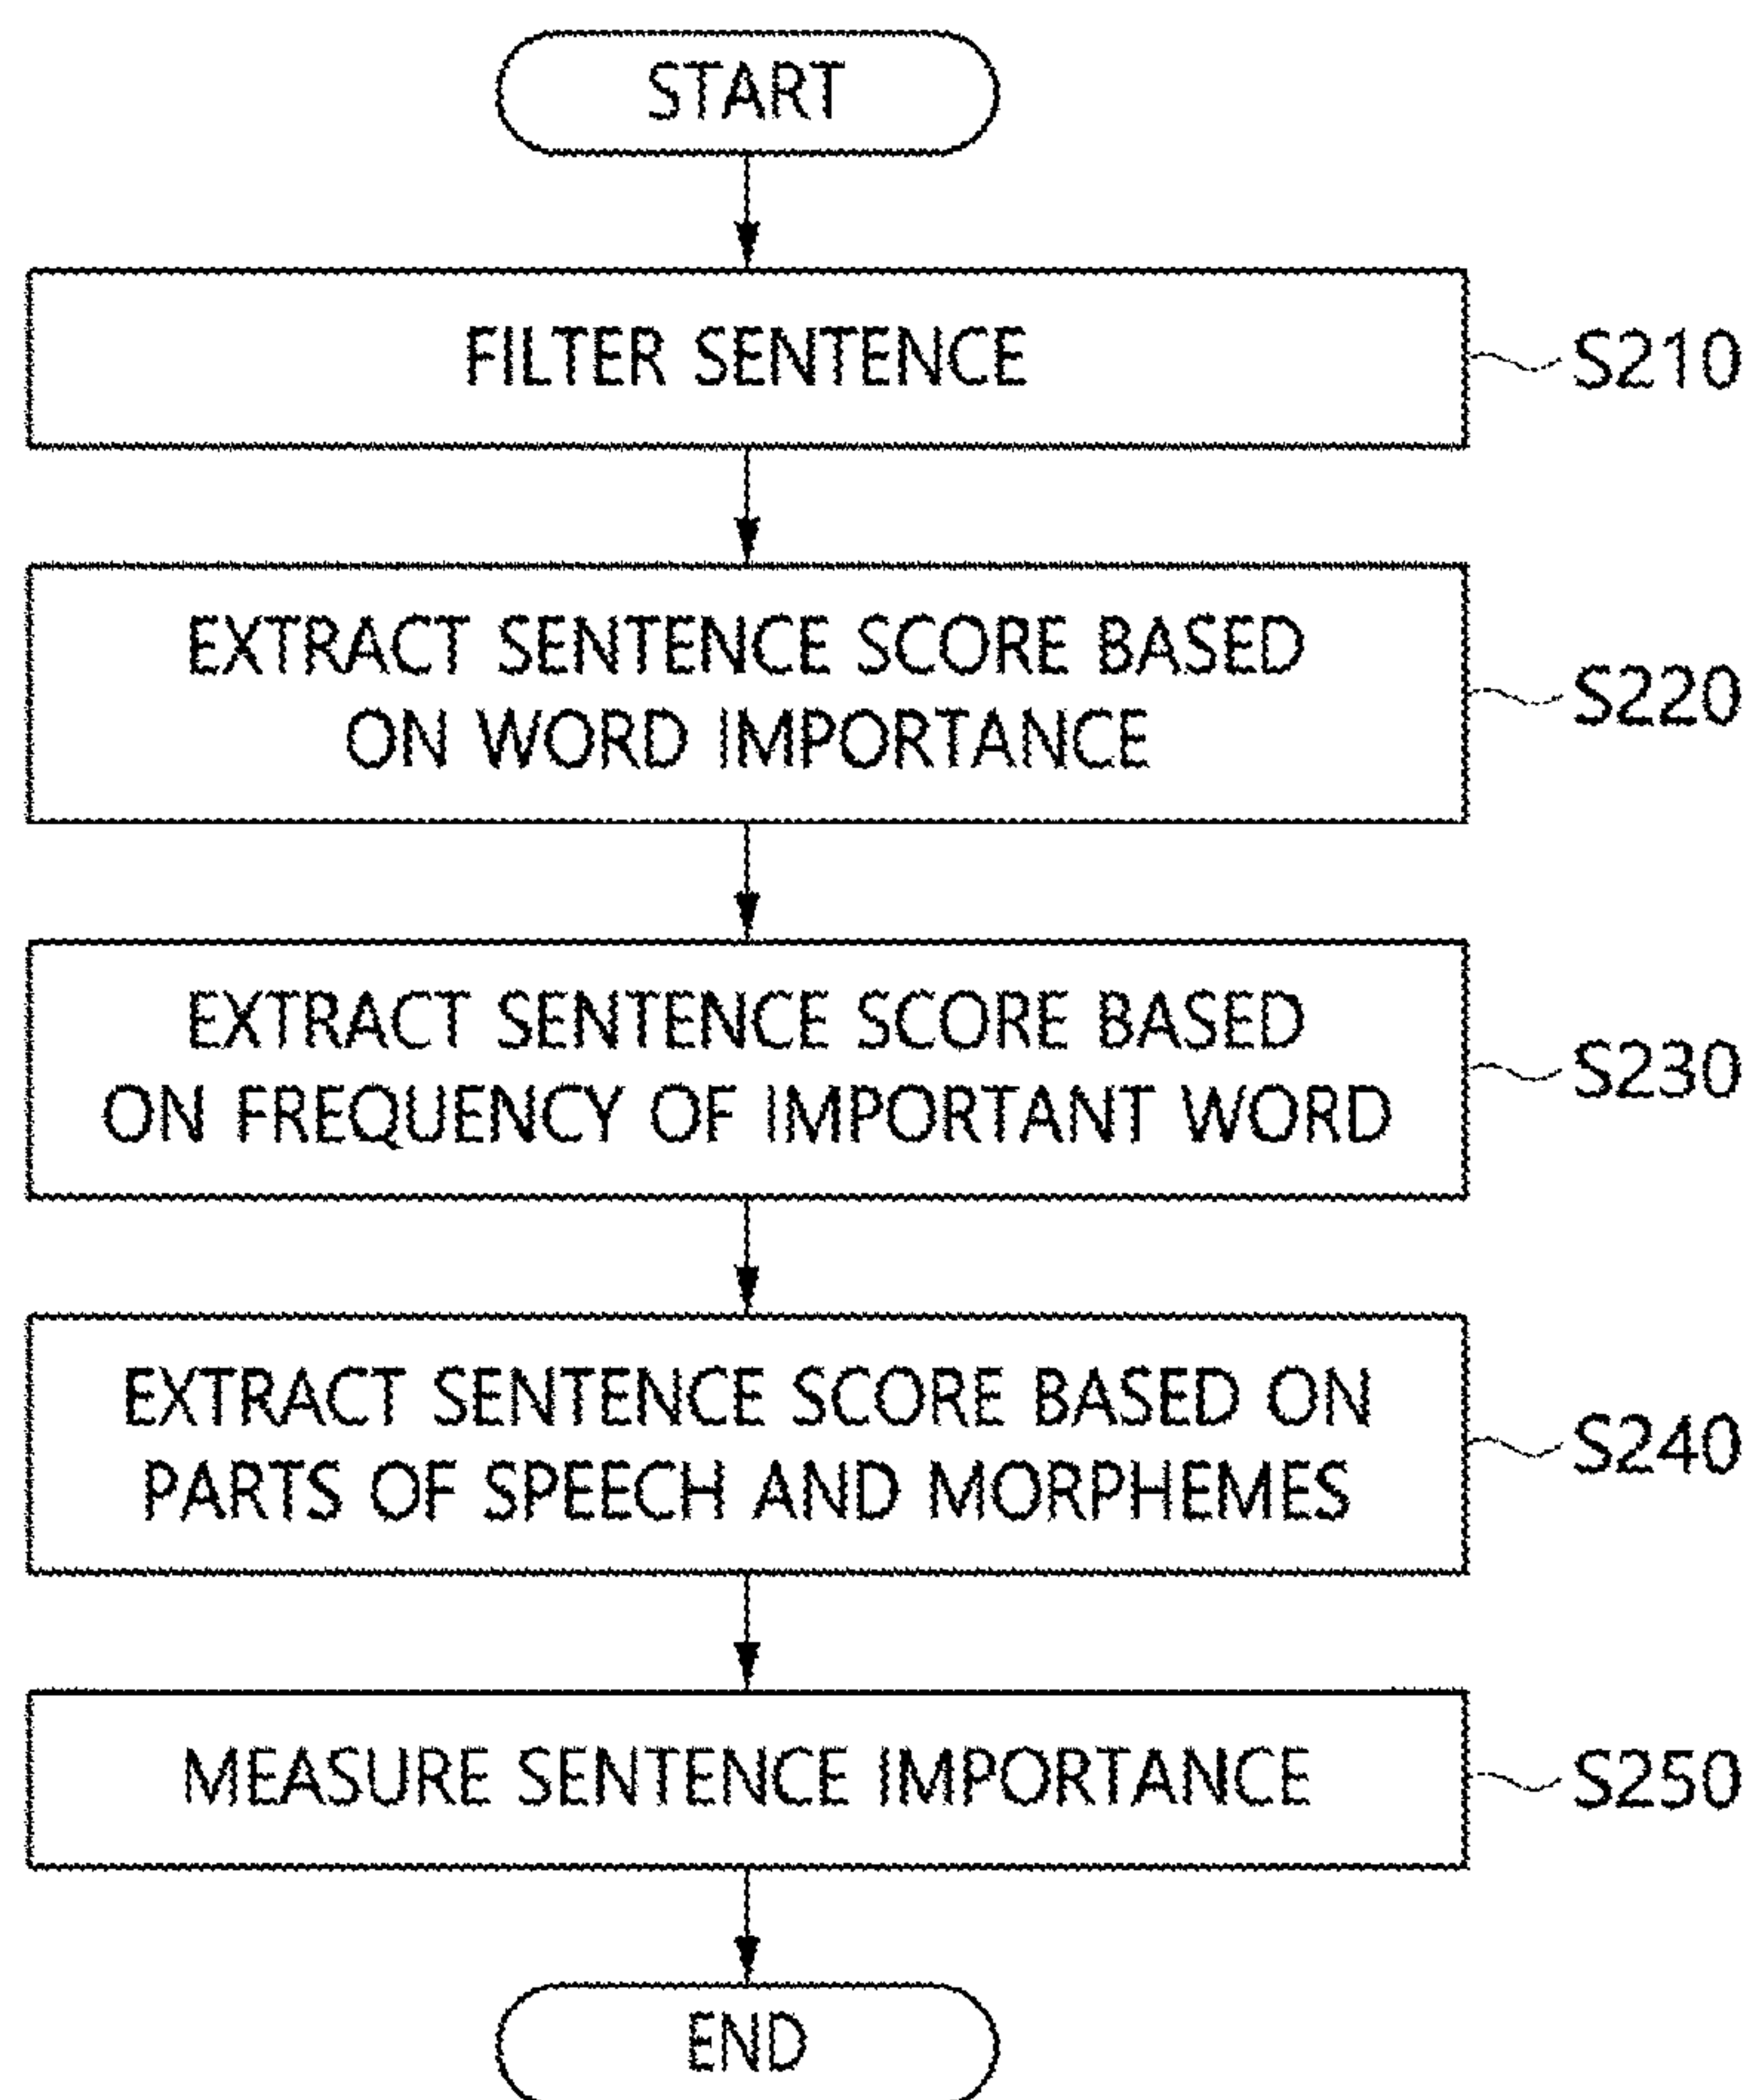 START
FILTER SENTENCE
S210
EXTRACT SENTENCE SCORE BASED
ON WORD IMPORTANCE
S220
EXTRACT SENTENCE SCORE BASED
ON FREQUENCY OF IMPORTANT WORD
S230
EXTRACT SENTENCE SCORE BASED ON
PARTS OF SPEECH AND MORPHEMES
S240
MEASURE SENTENCE IMPORTANCE
S250
END